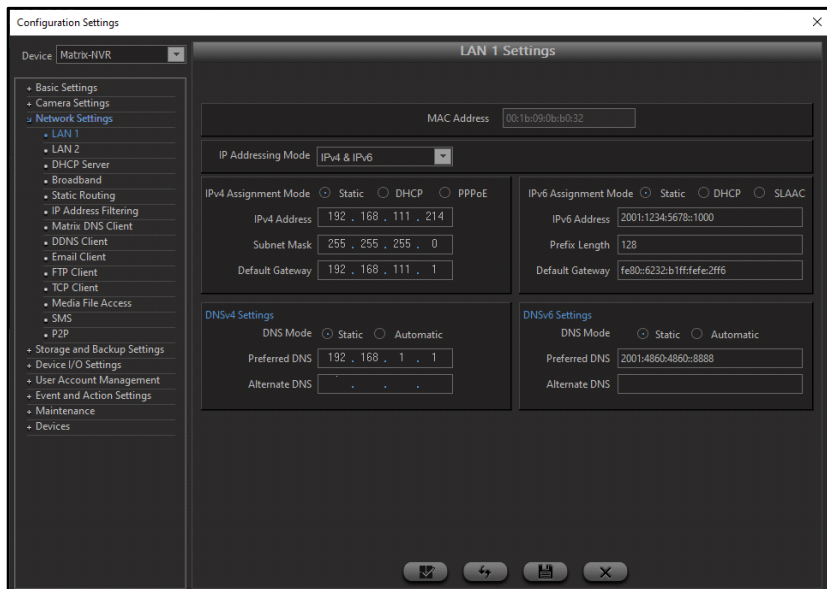 Configuration Settings
Device Matrix-NVR
+ Basic Settings
+ Camera Settings
Network Settings
LAN 1
LAN 2
DHCP Server
Broadband
Static Routing
IP Address Filtering
Matrix DNS Client
DDNS Client
Email Client
FTP Client
TCP Client
Media File Access
SMS
P2P
+ Storage and Backup Settings
+ Device I/O Settings
+ User Account Management
+ Event and Action Settings
+ Maintenance
+ Devices
LAN 1 Settings
MAC Address 00:1b:09:0b:b0:32
IP Addressing Mode IPv4 & IPv6
IPv4 Assignment Mode Static DHCP PPPoE
IPv4 Address 192 . 168 . 111 . 214
Subnet Mask 255 . 255 . 255 . 0
Default Gateway 192 . 168 . 111 . 1
IPv6 Assignment Mode Static DHCP SLAAC
IPv6 Address 2001:1234:5678::1000
Prefix Length 128
Default Gateway fe80::6232:b1ff:fefe:2ff6
DNSv4 Settings
DNS Mode Static Automatic
Preferred DNS 192 . 168 . 1 . 1
Alternate DNS . . .
DNSv6 Settings
DNS Mode Static Automatic
Preferred DNS 2001:4860:4860::8888
Alternate DNS